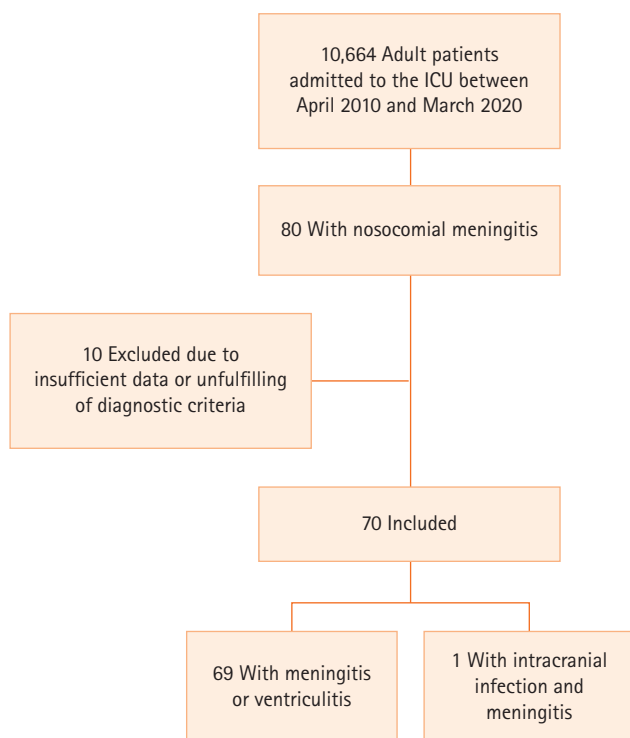 10,664 Adult patients
admitted to the ICU between
April 2010 and March 2020
80 With nosocomial meningitis
10 Excluded due to
insufficient data or unfulfilling
of diagnostic criteria
70 Included
69 With meningitis
or ventriculitis
1 With intracranial
infection and
meningitis